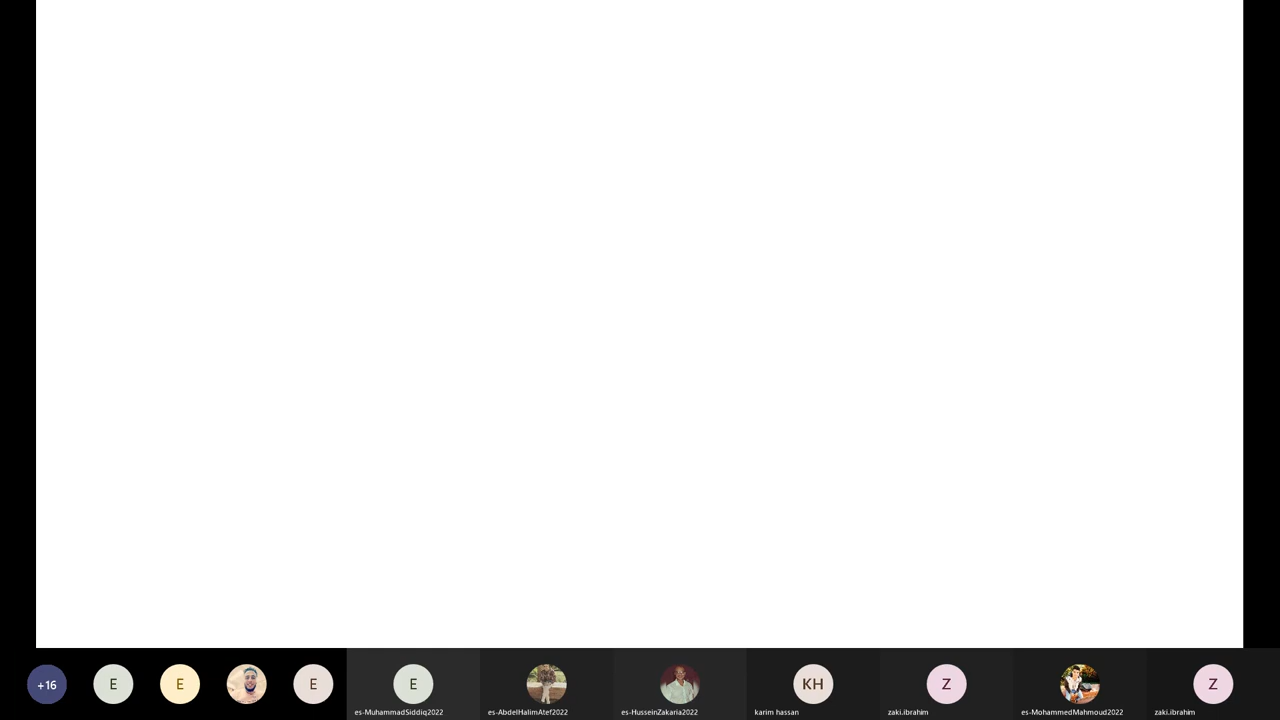 +16
E
E
E
E
KH
Z
Z
es-MuhammadSiddiq2022
es-AbdelHalimAtef2022
es-HusseinZakaria2022
karim hassan
zaki.ibrahim
es-MohammedMahmoud2022
zaki.ibrahim